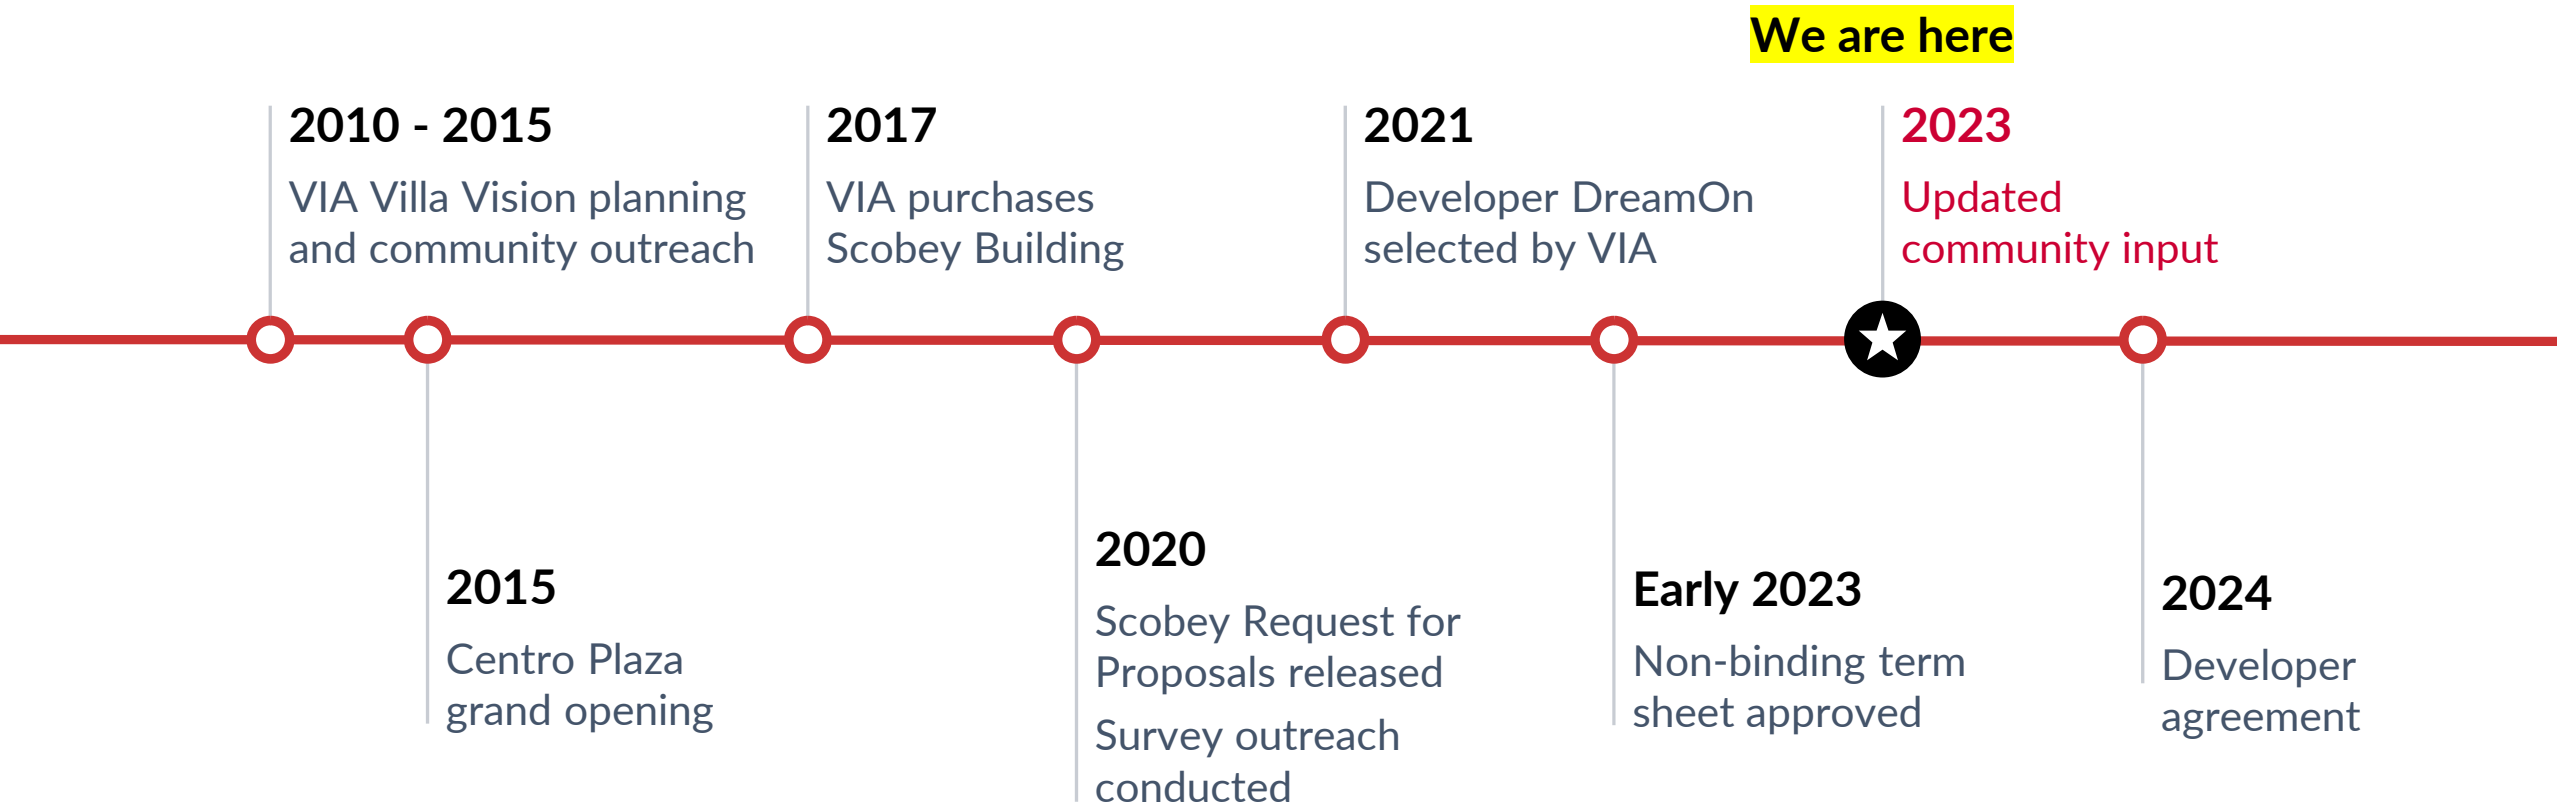 We are here
2010 - 2015
VIA Villa Vision planning
and community outreach
2015
Centro Plaza
grand opening
2017
VIA purchases
Scobey Building
2020
Scobey Request for
Proposals released
Survey outreach
conducted
2021
Developer DreamOn
selected by VIA
Early 2023
Non-binding term
sheet approved
2023
Updated
community input
2024
Developer
agreement